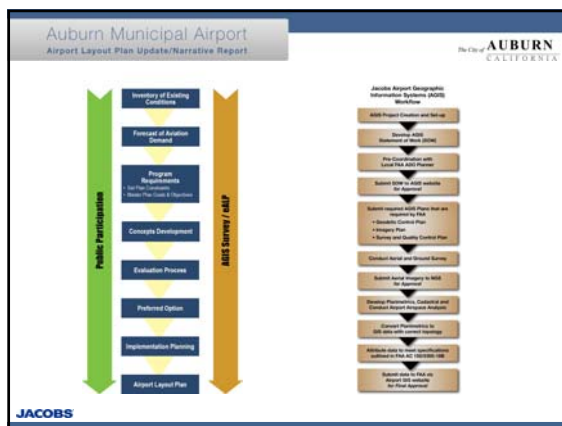 Auburn Municipal Airport
Airport Layout Plan Update/Narrative Report
The City of AUBURN
CALIFORNIA
Public Participation
Inventory of Existing
Conditions
Forecast of Aviation
Demand
Program
Requirements
• Set Plan Constraints
• Master Plan Goals & Objectives
Concepts Development
Evaluation Process
Preferred Option
Implementation Planning
Airport Layout Plan
AGIS Survey / eALP
Jacobs Airport Geographic
Information Systems (AGIS)
Workflow
AGIS Project Creation and Set-up
Develop AGIS
Statement of Work (SOW)
Pre-Coordination with
Local FAA ADO Planner
Submit SOW to AGIS website
for Approval
Submit required AGIS Plans that are
required by FAA
• Geodetic Control Plan
• Imagery Plan
• Survey and Quality Control Plan
Conduct Aerial and Ground Survey
Submit Aerial Imagery to NGS
for Approval
Develop Planimetrics, Cadastral and
Conduct Airport Airspace Analysis
Convert Planimetrics to
GIS data with correct topology
Attribute data to meet specifications
outlined in FAA AC 150/5300-18B
Submit data to FAA via
Airport GIS website
for Final Approval
JACOBS